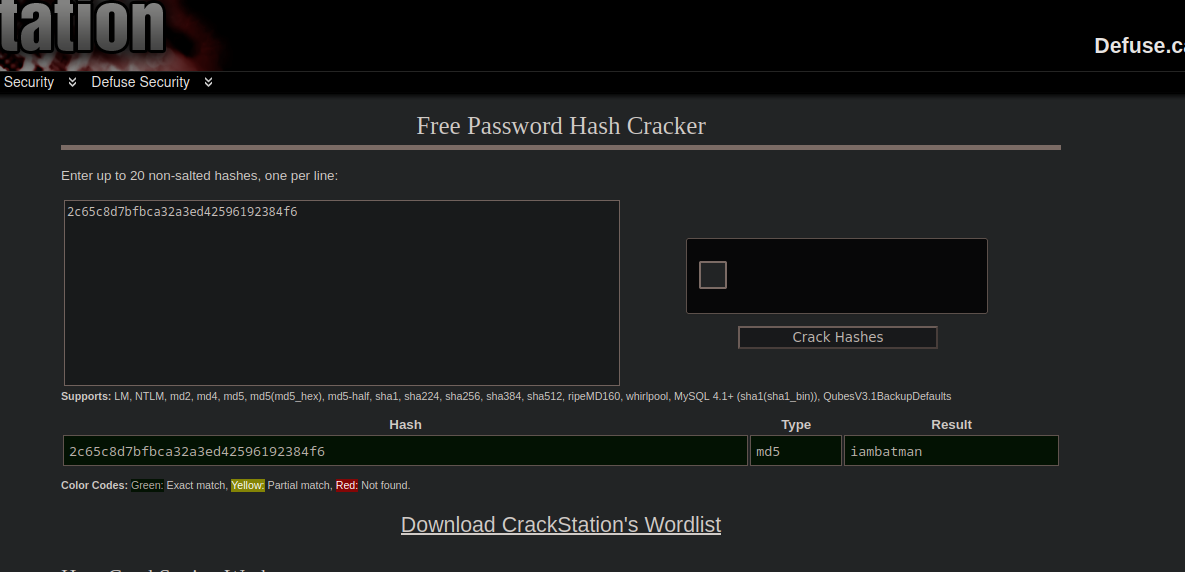 tation
Defuse.ca
Security Defuse Security
Free Password Hash Cracker
Enter up to 20 non-salted hashes, one per line:
2c65c8d7bfbca32a3ed42596192384f6
Crack Hashes
Supports: LM, NTLM, md2, md4, md5, md5(md5_hex), md5-half, sha1, sha224, sha256, sha384, sha512, ripeMD160, whirlpool, MySQL 4.1+ (sha1(sha1_bin)), QubesV3.1BackupDefaults
Hash Type Result
2c65c8d7bfbca32a3ed42596192384f6 md5 iambatman
Color Codes: Green: Exact match, Yellow: Partial match, Red: Not found.
Download CrackStation's Wordlist